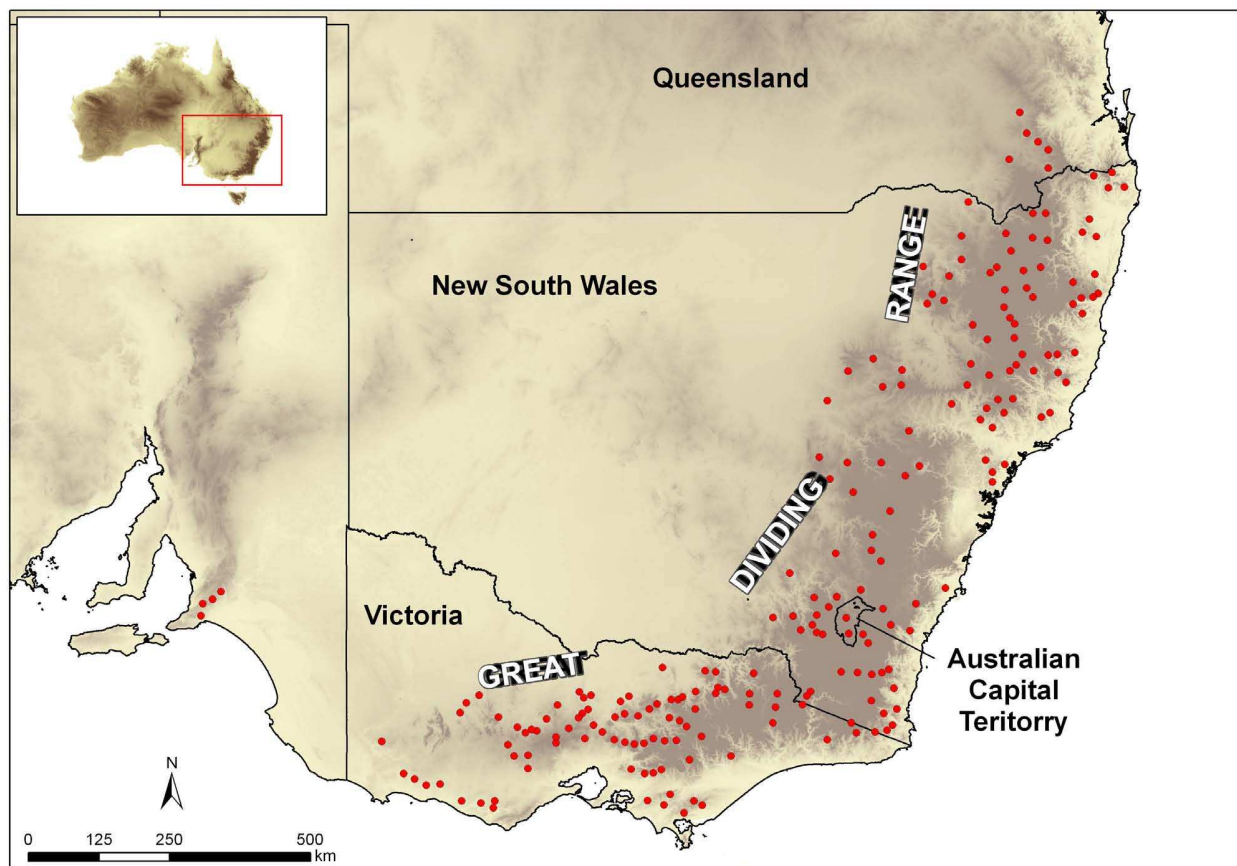 Queensland
New South Wales
RANGE
DIVIDING
Victoria
GREAT
Australian
Capital
Teritorry
N
0 125 250 500
km